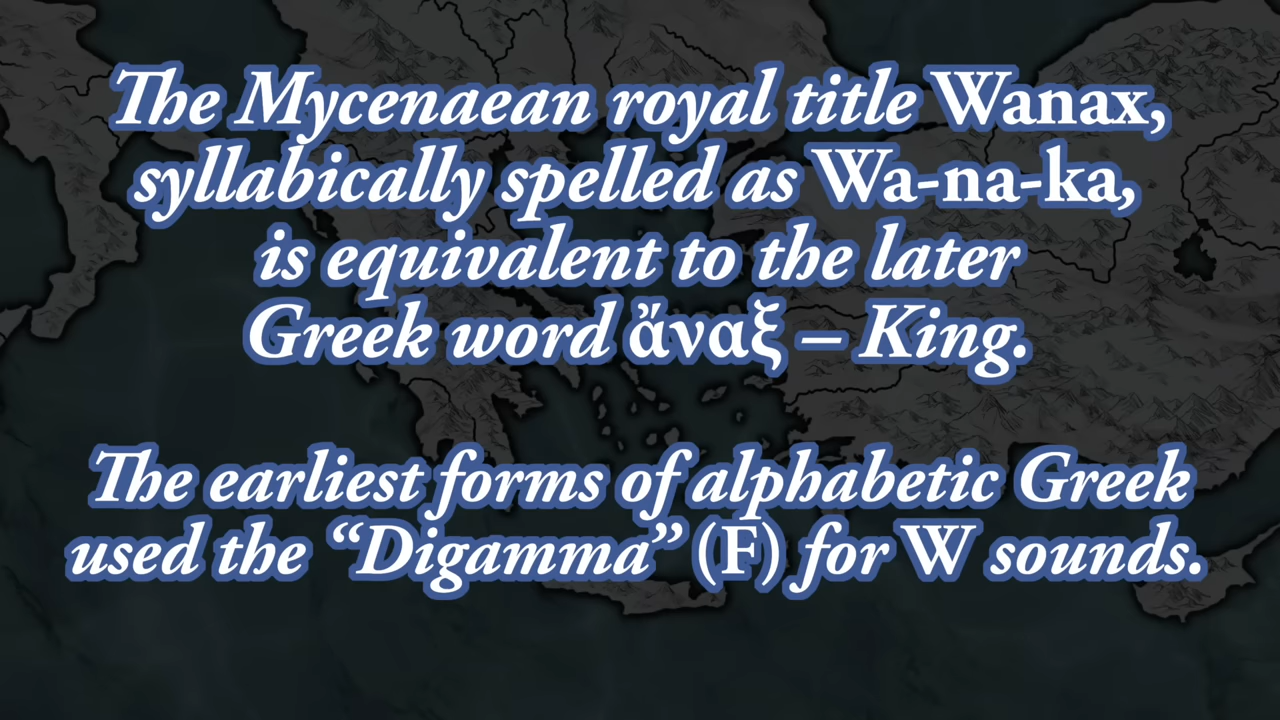 The Mycenaean royal title Wanax,
syllabically spelled as Wa-na-ka,
is equivalent to the later
Greek word ἄναξ – King.
The earliest forms of alphabetic Greek
used the “Digamma” (F) for W sounds.